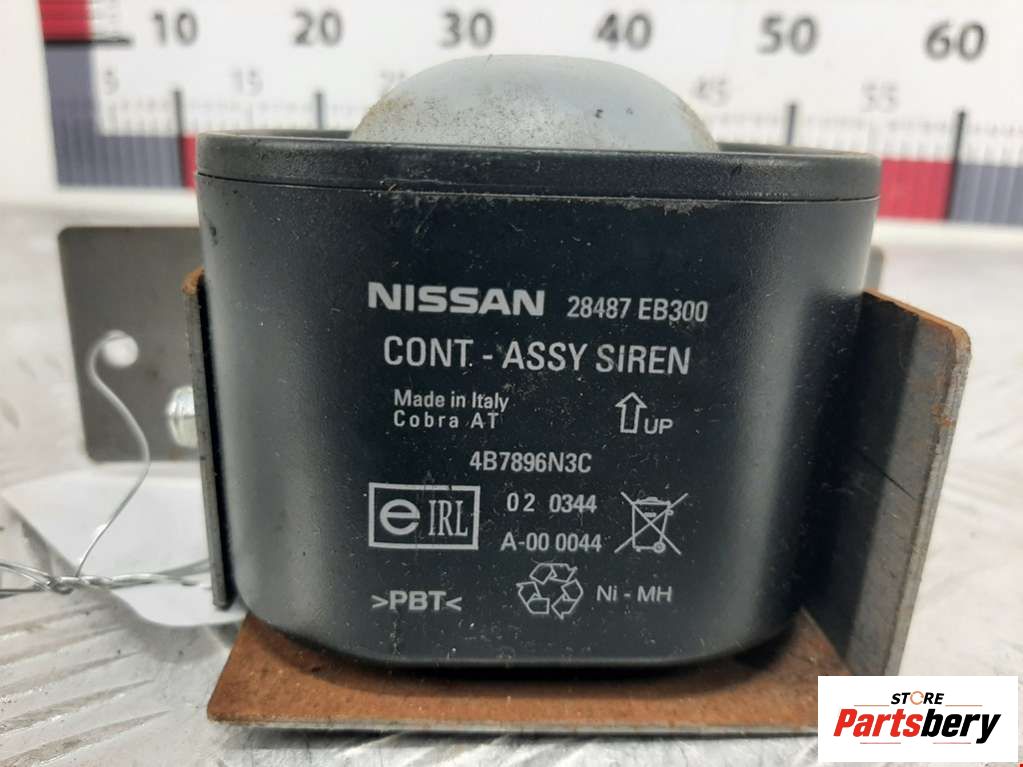 10 20 30 40 50 60
5 15 45 55
NISSAN 28487 EB300
CONT - ASSY SIREN
Made in Italy
Cobra AT
UP
4B7896N3C
e IRL
02 0344
A-00 0044
>PBT<
Ni - MH
STORE
Partsbery